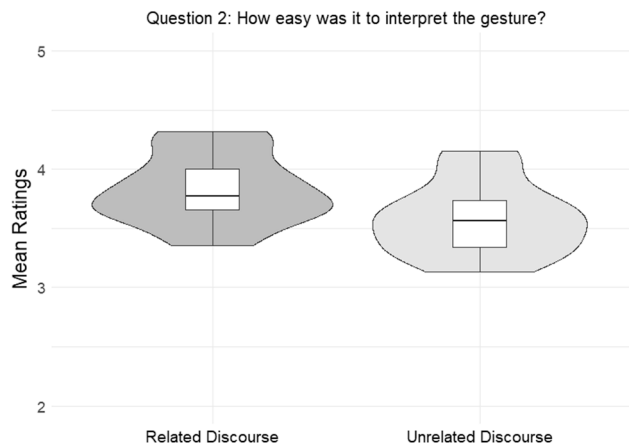 Question 2: How easy was it to interpret the gesture?
Mean Ratings
5
4
3
2
Related Discourse
Unrelated Discourse